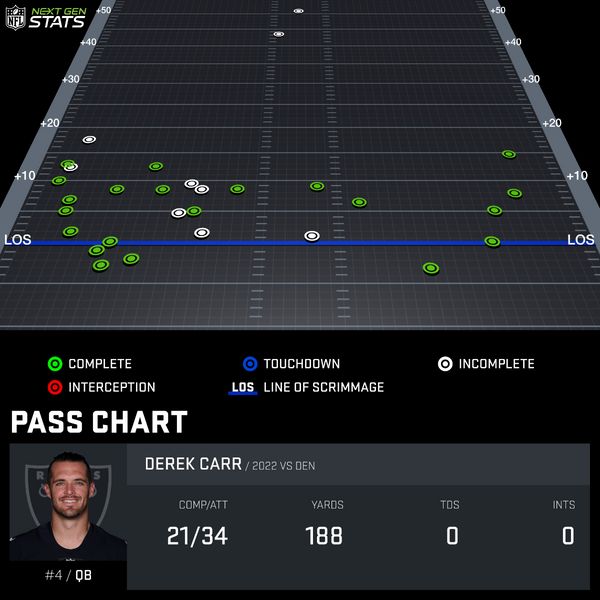 NFL NEXT GEN STATS
+50 +50
+40 +40
+30 +30
+20 +20
+10 +10
LOS LOS
COMPLETE TOUCHDOWN INCOMPLETE
INTERCEPTION LOS LINE OF SCRIMMAGE
PASS CHART
RAIDERS
DEREK CARR / 2022 VS DEN
COMP/ATT YARDS TDS INTS
21/34 188 0 0
#4 / QB